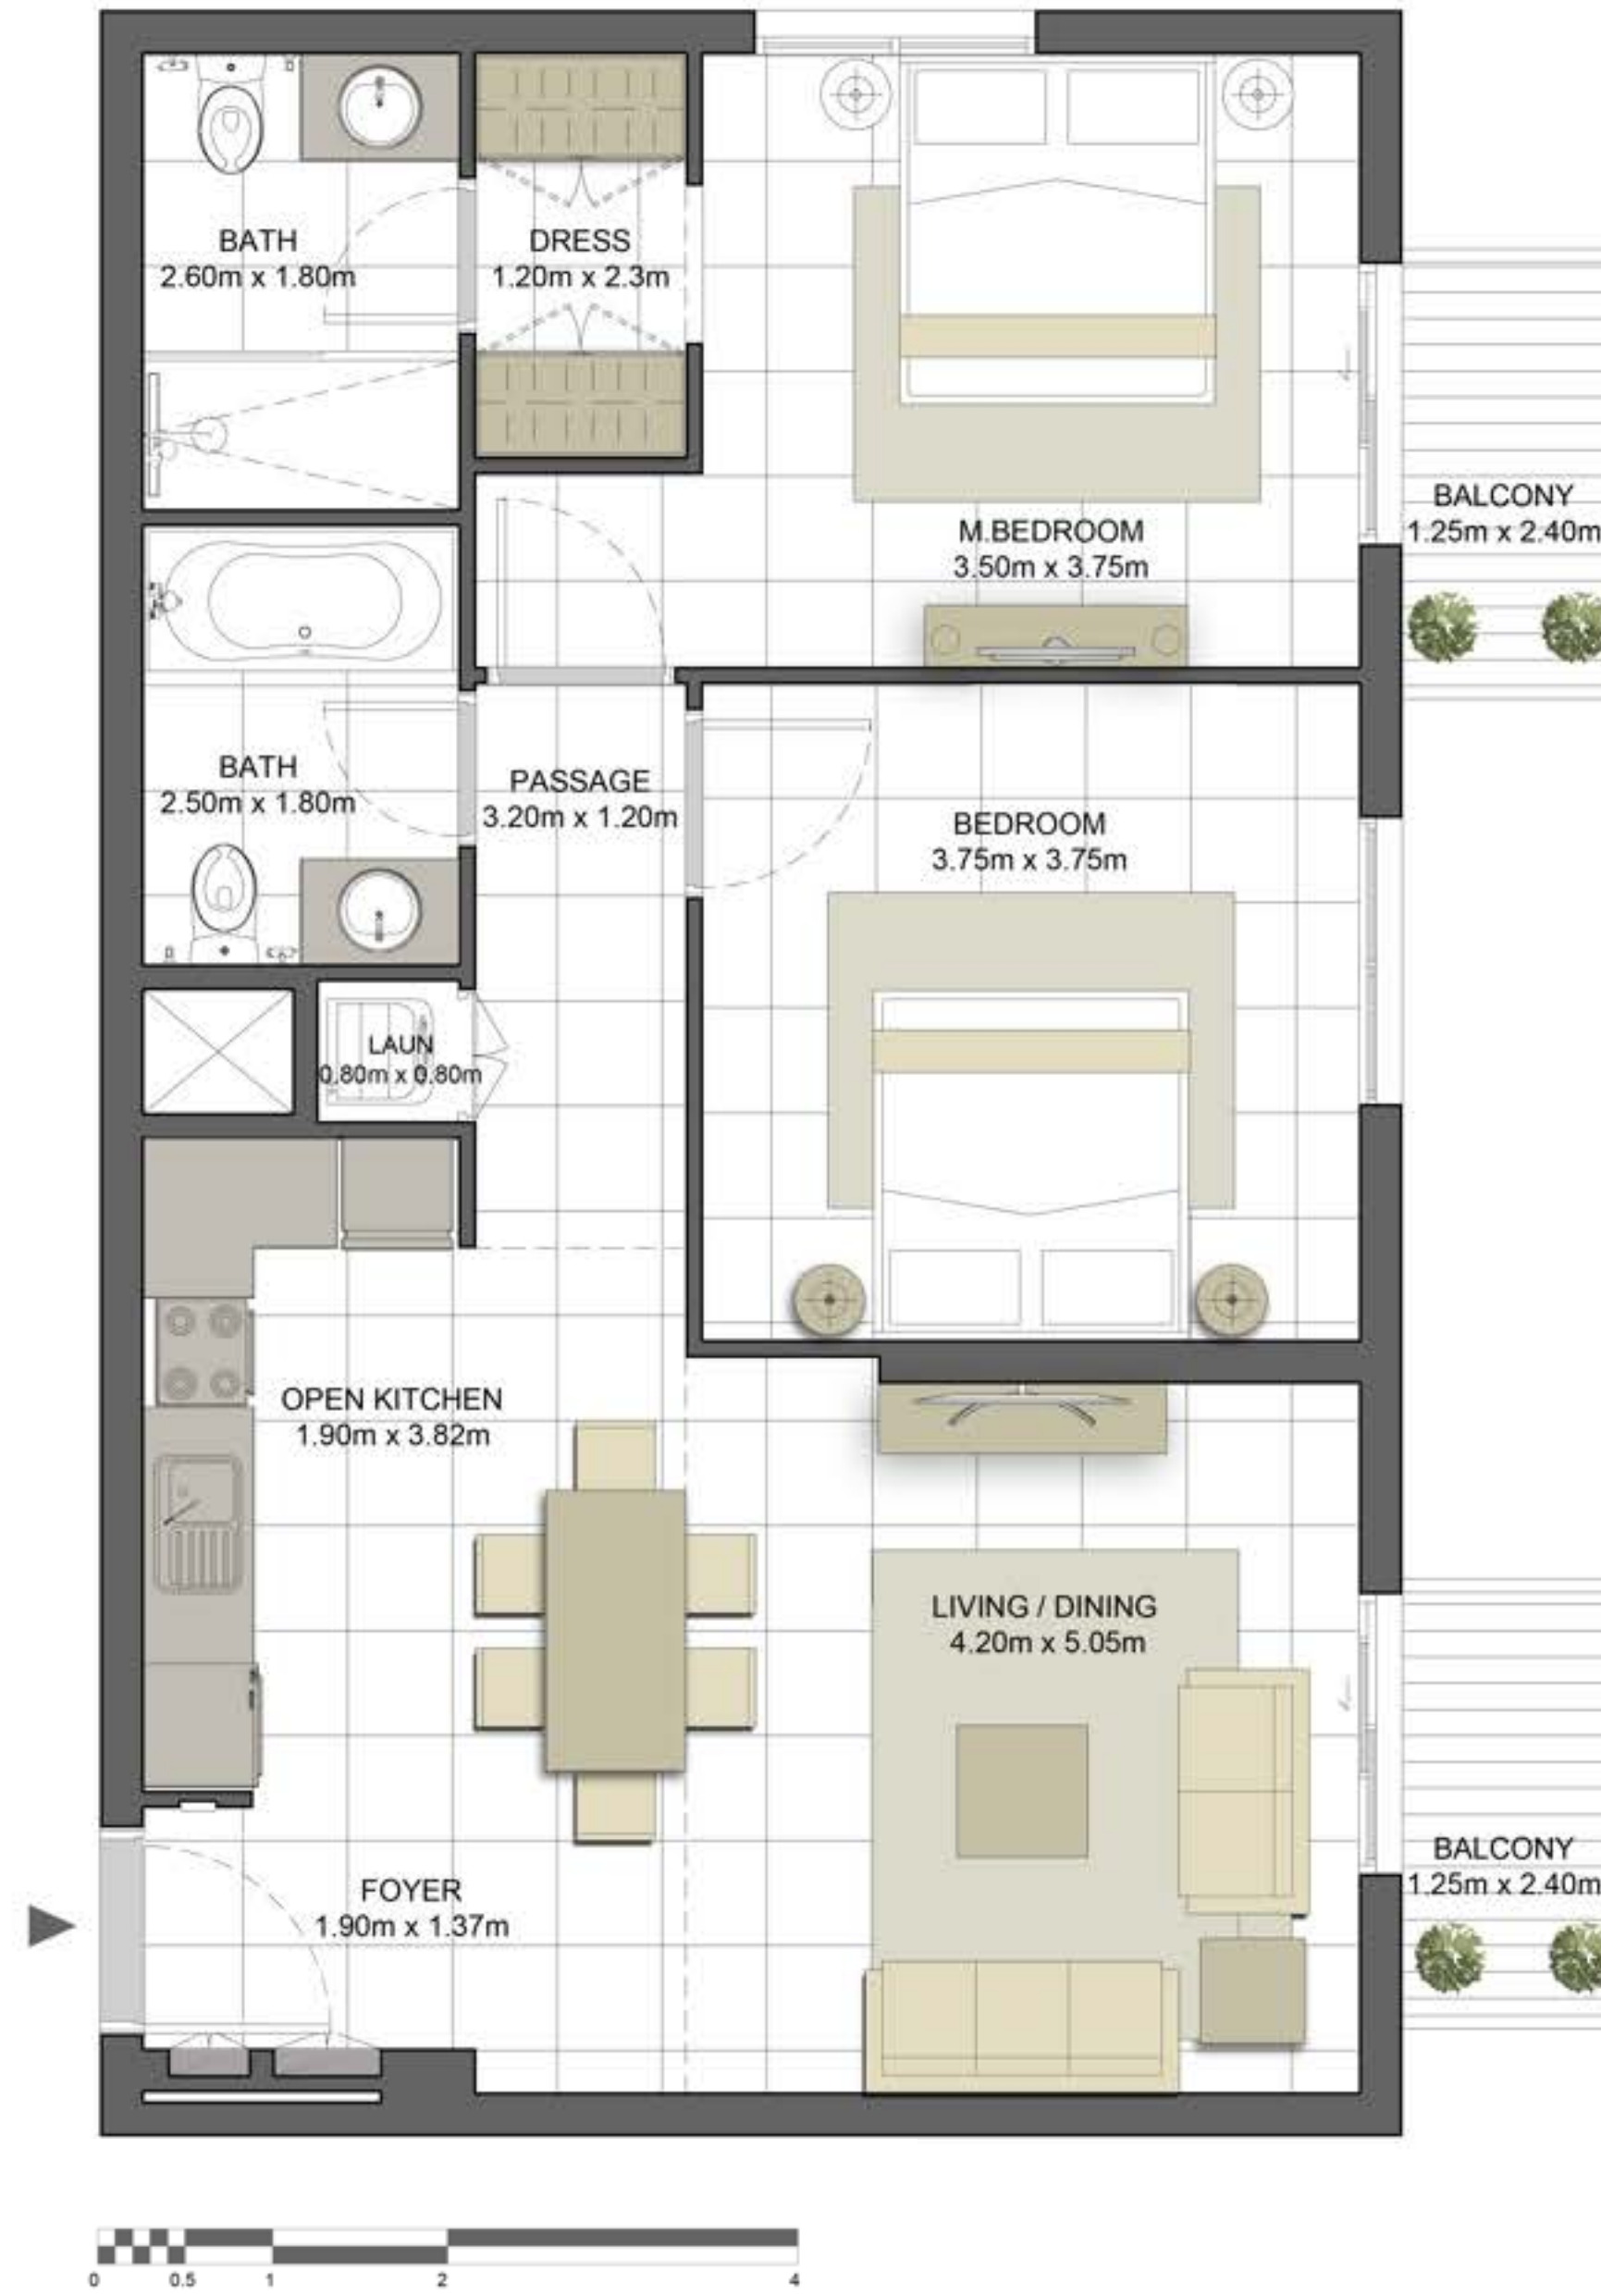 BATH
2.60m x 1.80m
DRESS
1.20m x 2.3m
BALCONY
1.25m x 2.40m
M.BEDROOM
3.50m x 3.75m
BATH
2.50m x 1.80m
PASSAGE
3.20m x 1.20m
BEDROOM
3.75m x 3.75m
LAUN
0.80m x 0.80m
OPEN KITCHEN
1.90m x 3.82m
LIVING / DINING
4.20m x 5.05m
BALCONY
1.25m x 2.40m
FOYER
1.90m x 1.37m
0 0.5 1 2 4